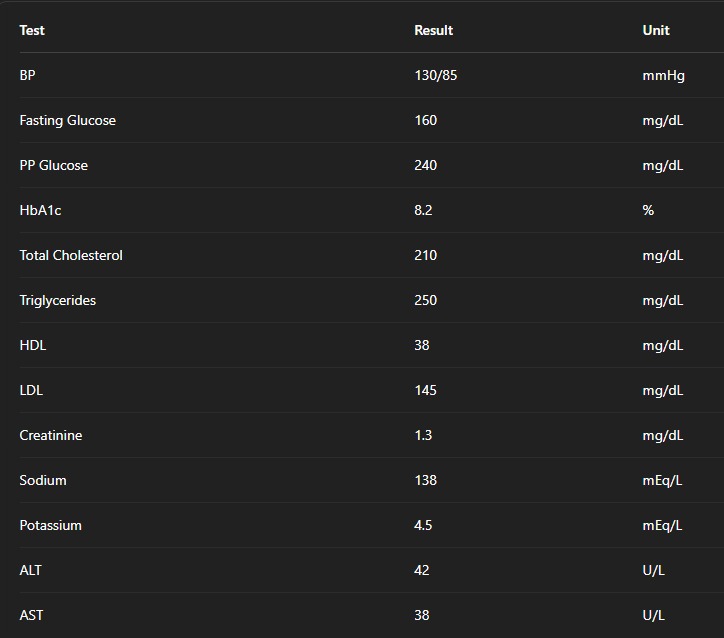 Test Result Unit
BP 130/85 mmHg
Fasting Glucose 160 mg/dL
PP Glucose 240 mg/dL
HbA1c 8.2 %
Total Cholesterol 210 mg/dL
Triglycerides 250 mg/dL
HDL 38 mg/dL
LDL 145 mg/dL
Creatinine 1.3 mg/dL
Sodium 138 mEq/L
Potassium 4.5 mEq/L
ALT 42 U/L
AST 38 U/L